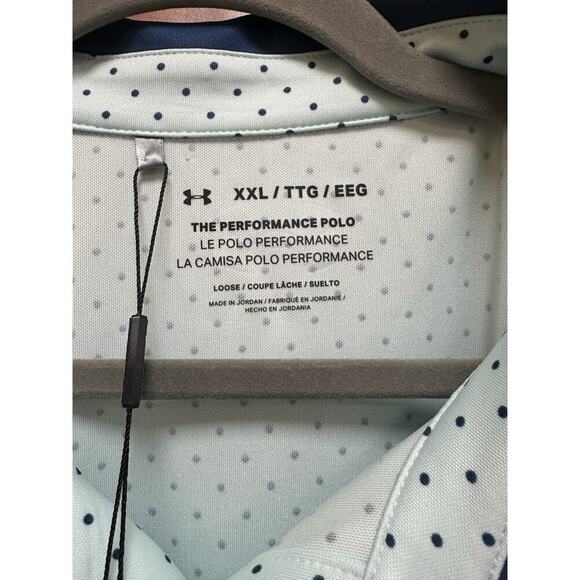 XXL / TTG / EEG
THE PERFORMANCE POLO
LE POLO PERFORMANCE
LA CAMISA POLO PERFORMANCE
LOOSE / COUPE LÂCHE / SUELTO
MADE IN JORDAN / FABRIQUÉ EN JORDANIE /
HECHO EN JORDANIA